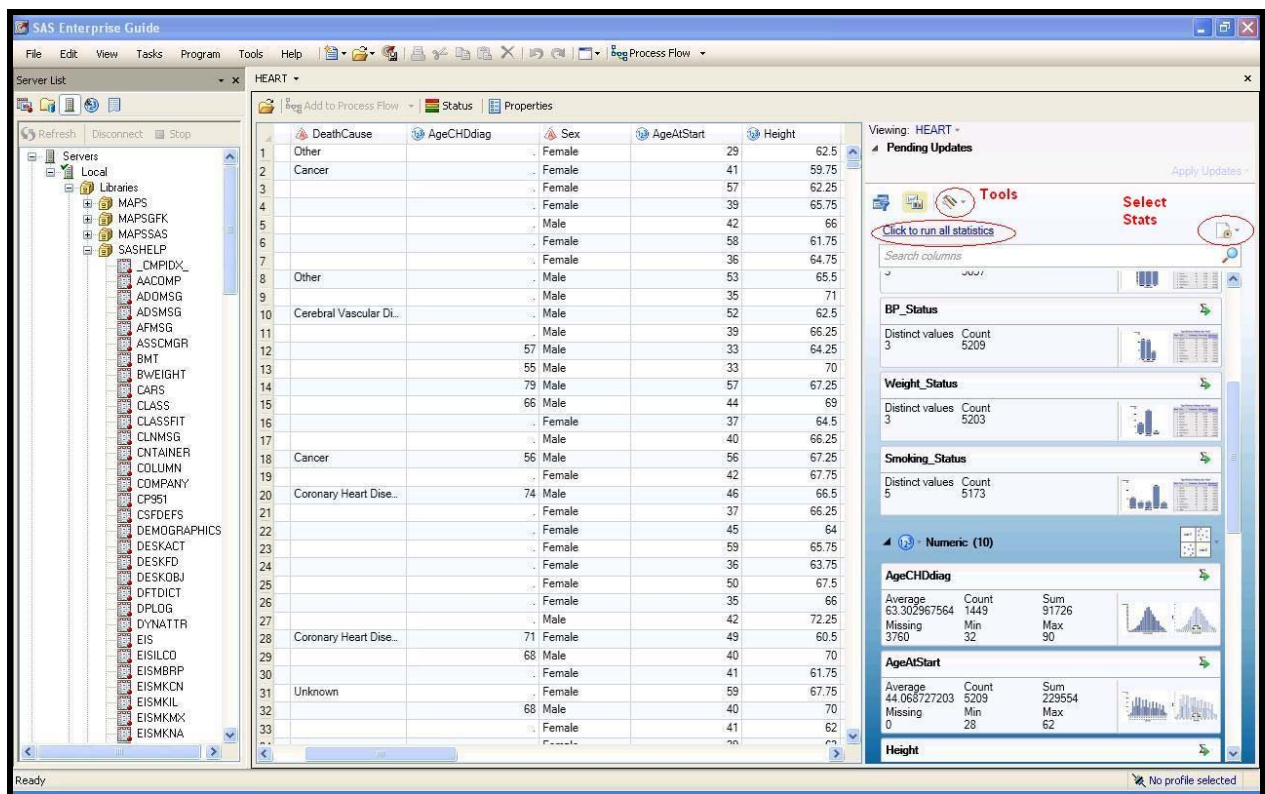 SAS Enterprise Guide
File Edit View Tasks Program Tools Help Process Flow
Server List
HEART
Add to Process Flow Status Properties
Refresh Disconnect Stop
Servers
Local
Libraries
MAPS
MAPSGFK
MAPSSAS
SASHELP
_CMPIDX_
AACOMP
ADOMSG
ADSMSG
AFMSG
ASSCMGR
BMT
BWEIGHT
CARS
CLASS
CLASSFIT
CLNMSG
CNTAINER
COLUMN
COMPANY
CP951
CSFDEFS
DEMOGRAPHICS
DESKACT
DESKFD
DESKOBJ
DFTDICT
DPLOG
DYNATTR
EIS
EISILCO
EISMBRP
EISMKCN
EISMKIL
EISMKMX
EISMKNA
DeathCause AgeCHDdiag Sex AgeAtStart Height
1 Other . Female 29 62.5
2 Cancer . Female 41 59.75
3 . Female 57 62.25
4 . Female 39 65.75
5 . Male 42 66
6 . Female 58 61.75
7 . Female 36 64.75
8 Other . Male 53 65.5
9 . Male 35 71
10 Cerebral Vascular Di... . Male 52 62.5
11 . Male 39 66.25
12 57 Male 33 64.25
13 55 Male 33 70
14 79 Male 57 67.25
15 66 Male 44 69
16 . Female 37 64.5
17 . Male 40 66.25
18 Cancer 56 Male 56 67.25
19 . Female 42 67.75
20 Coronary Heart Dise... 74 Male 46 66.5
21 . Female 37 66.25
22 . Female 45 64
23 . Female 59 65.75
24 . Female 36 63.75
25 . Female 50 67.5
26 . Female 35 66
27 . Male 42 72.25
28 Coronary Heart Dise... 71 Female 49 60.5
29 68 Male 40 70
30 . Female 41 61.75
31 Unknown . Female 59 67.75
32 68 Male 40 70
33 . Female 41 62
Viewing: HEART
Pending Updates
Apply Updates
Tools
Select
Stats
Click to run all statistics
Search columns
BP_Status
Distinct values Count
3 5209
Weight_Status
Distinct values Count
3 5203
Smoking_Status
Distinct values Count
5 5173
Numeric (10)
AgeCHDdiag
Average Count Sum
63.302967564 1449 91726
Missing Min Max
3760 32 90
AgeAtStart
Average Count Sum
44.068727203 5209 229554
Missing Min Max
0 28 62
Height
Ready
No profile selected